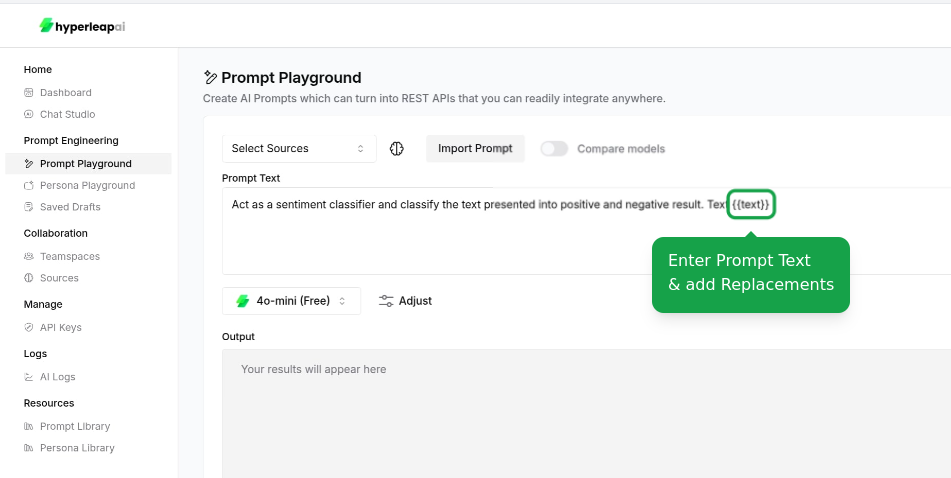 hyperleapai
Home
Dashboard
Chat Studio
Prompt Engineering
Prompt Playground
Persona Playground
Saved Drafts
Collaboration
Teamspaces
Sources
Manage
API Keys
Logs
AI Logs
Resources
Prompt Library
Persona Library
Prompt Playground
Create AI Prompts which can turn into REST APIs that you can readily integrate anywhere.
Select Sources
Import Prompt
Compare models
Prompt Text
Act as a sentiment classifier and classify the text presented into positive and negative result. Text {{text}}
Enter Prompt Text
& add Replacements
4o-mini (Free)
Adjust
Output
Your results will appear here